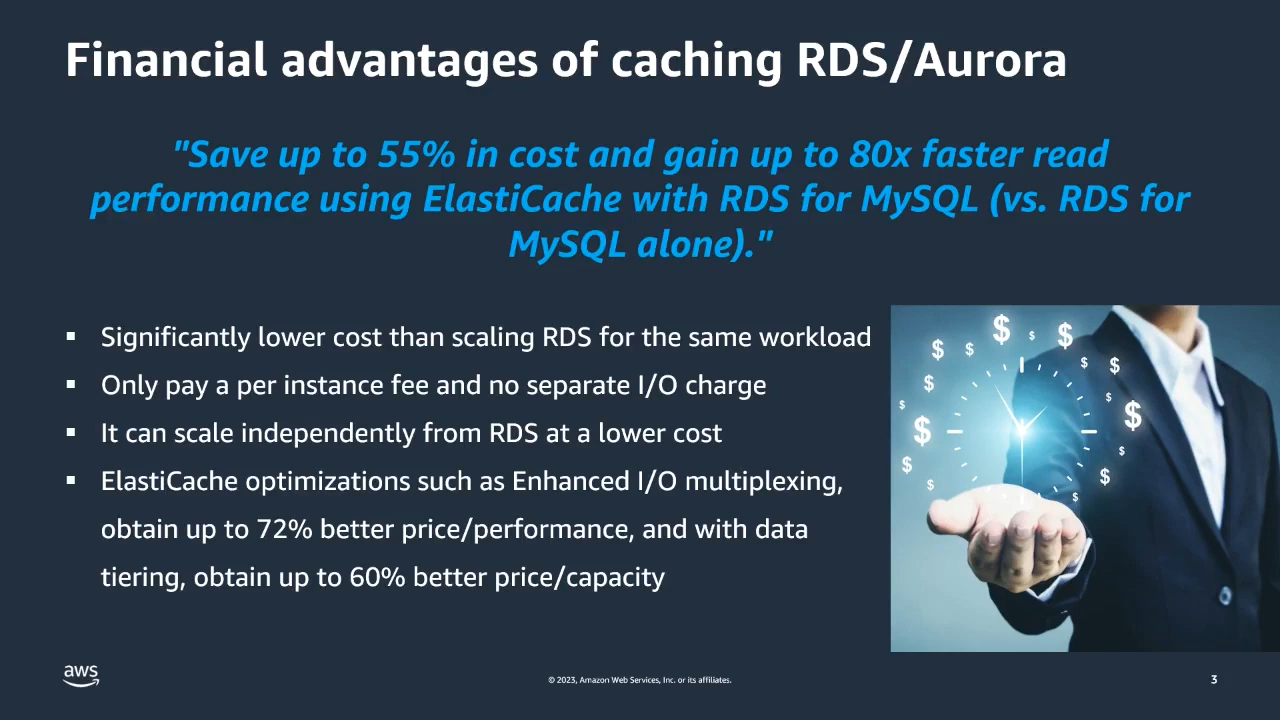 Financial advantages of caching RDS/Aurora
"Save up to 55% in cost and gain up to 80x faster read
performance using ElastiCache with RDS for MySQL (vs. RDS for
MySQL alone)."
▪ Significantly lower cost than scaling RDS for the same workload
▪ Only pay a per instance fee and no separate I/O charge
▪ It can scale independently from RDS at a lower cost
▪ ElastiCache optimizations such as Enhanced I/O multiplexing,
obtain up to 72% better price/performance, and with data
tiering, obtain up to 60% better price/capacity
$ $ $ $ $ $ $ $ $ $ $ $ $ $ $ $ $
aws
© 2023, Amazon Web Services, Inc. or its affiliates.
3